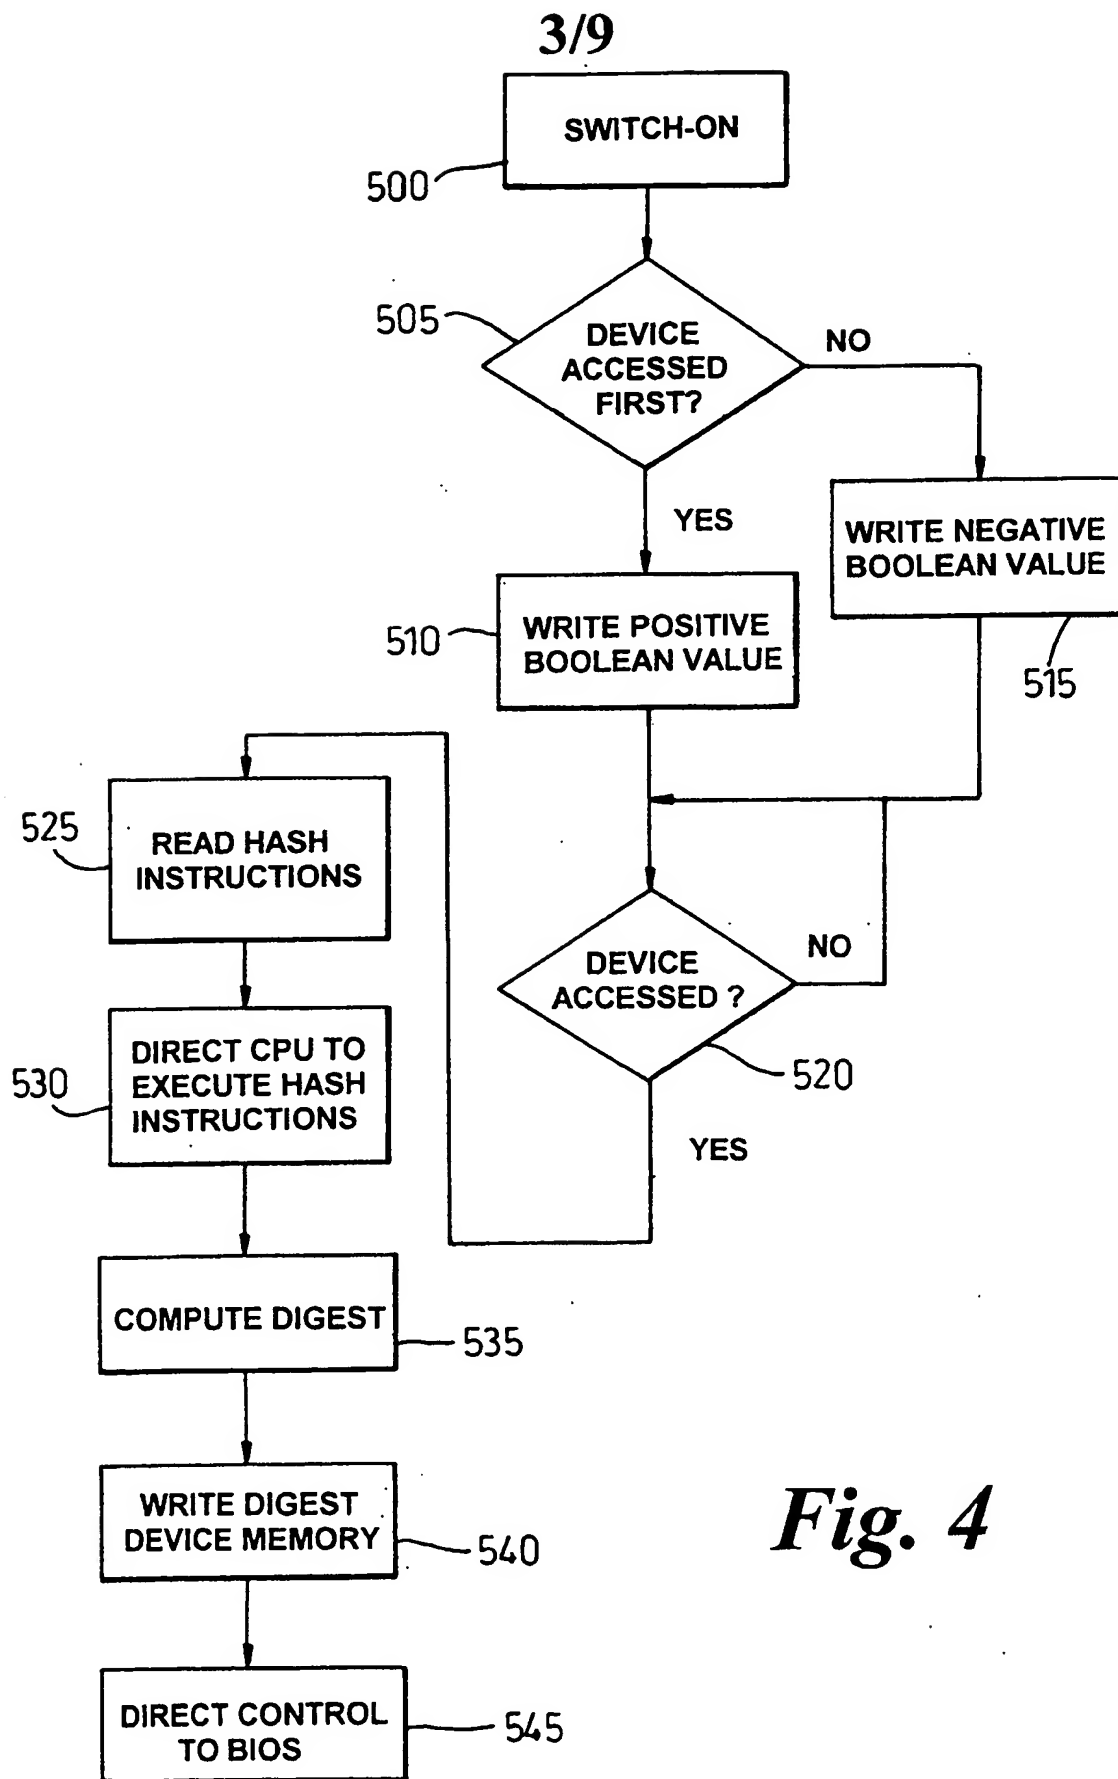 3/9
SWITCH-ON
500
505
DEVICE
ACCESSED
FIRST?
NO
YES
WRITE NEGATIVE
BOOLEAN VALUE
515
510
WRITE POSITIVE
BOOLEAN VALUE
525
READ HASH
INSTRUCTIONS
DEVICE
ACCESSED ?
NO
520
YES
530
DIRECT CPU TO
EXECUTE HASH
INSTRUCTIONS
COMPUTE DIGEST
535
WRITE DIGEST
DEVICE MEMORY
540
DIRECT CONTROL
TO BIOS
545
Fig. 4